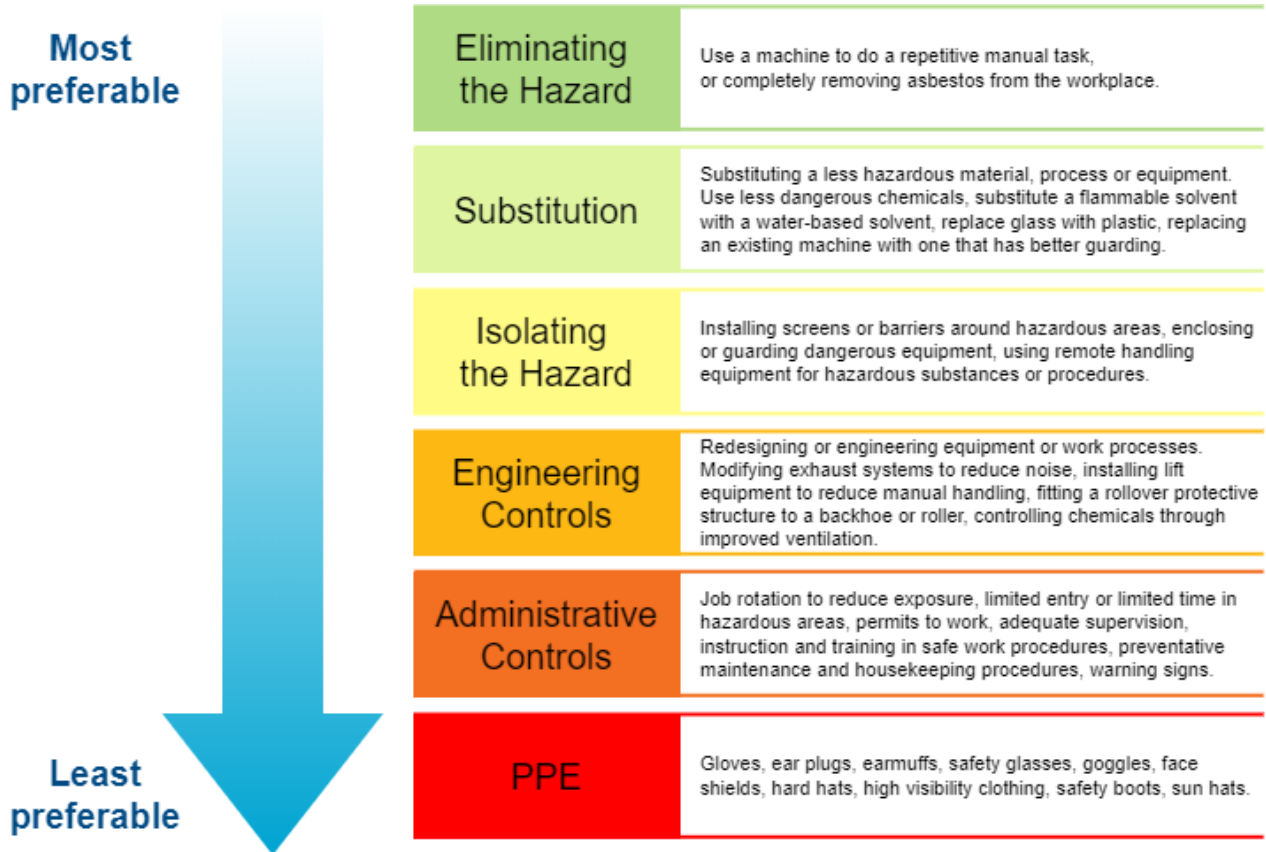 Most
preferable
Eliminating
the Hazard
Use a machine to do a repetitive manual task,
or completely removing asbestos from the workplace.
Substitution
Substituting a less hazardous material, process or equipment.
Use less dangerous chemicals, substitute a flammable solvent
with a water-based solvent, replace glass with plastic, replacing
an existing machine with one that has better guarding.
Isolating
the Hazard
Installing screens or barriers around hazardous areas, enclosing
or guarding dangerous equipment, using remote handling
equipment for hazardous substances or procedures.
Engineering
Controls
Redesigning or engineering equipment or work processes.
Modifying exhaust systems to reduce noise, installing lift
equipment to reduce manual handling, fitting a rollover protective
structure to a backhoe or roller, controlling chemicals through
improved ventilation.
Administrative
Controls
Job rotation to reduce exposure, limited entry or limited time in
hazardous areas, permits to work, adequate supervision,
instruction and training in safe work procedures, preventative
maintenance and housekeeping procedures, warning signs.
Least
preferable
PPE
Gloves, ear plugs, earmuffs, safety glasses, goggles, face
shields, hard hats, high visibility clothing, safety boots, sun hats.